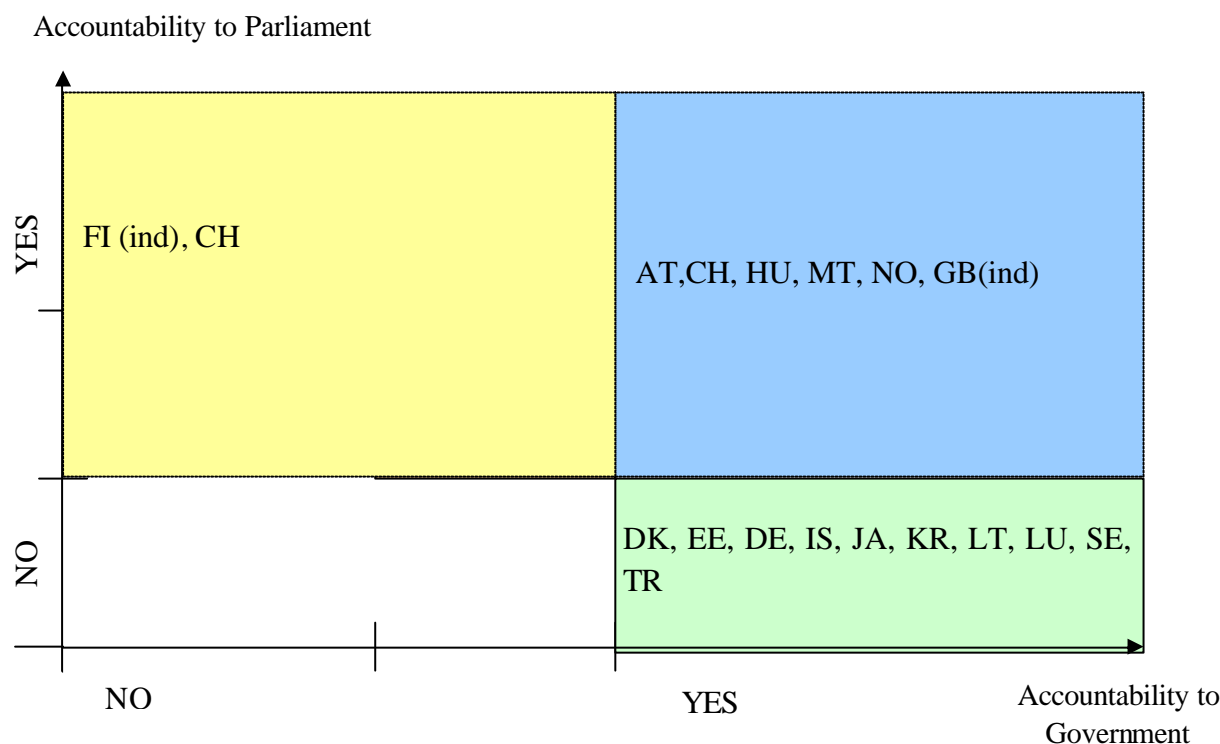 Accountability to Parliament
YES
FI (ind), CH
AT,CH, HU, MT, NO, GB(ind)
NO
DK, EE, DE, IS, JA, KR, LT, LU, SE,
TR
NO
YES
Accountability to
Government